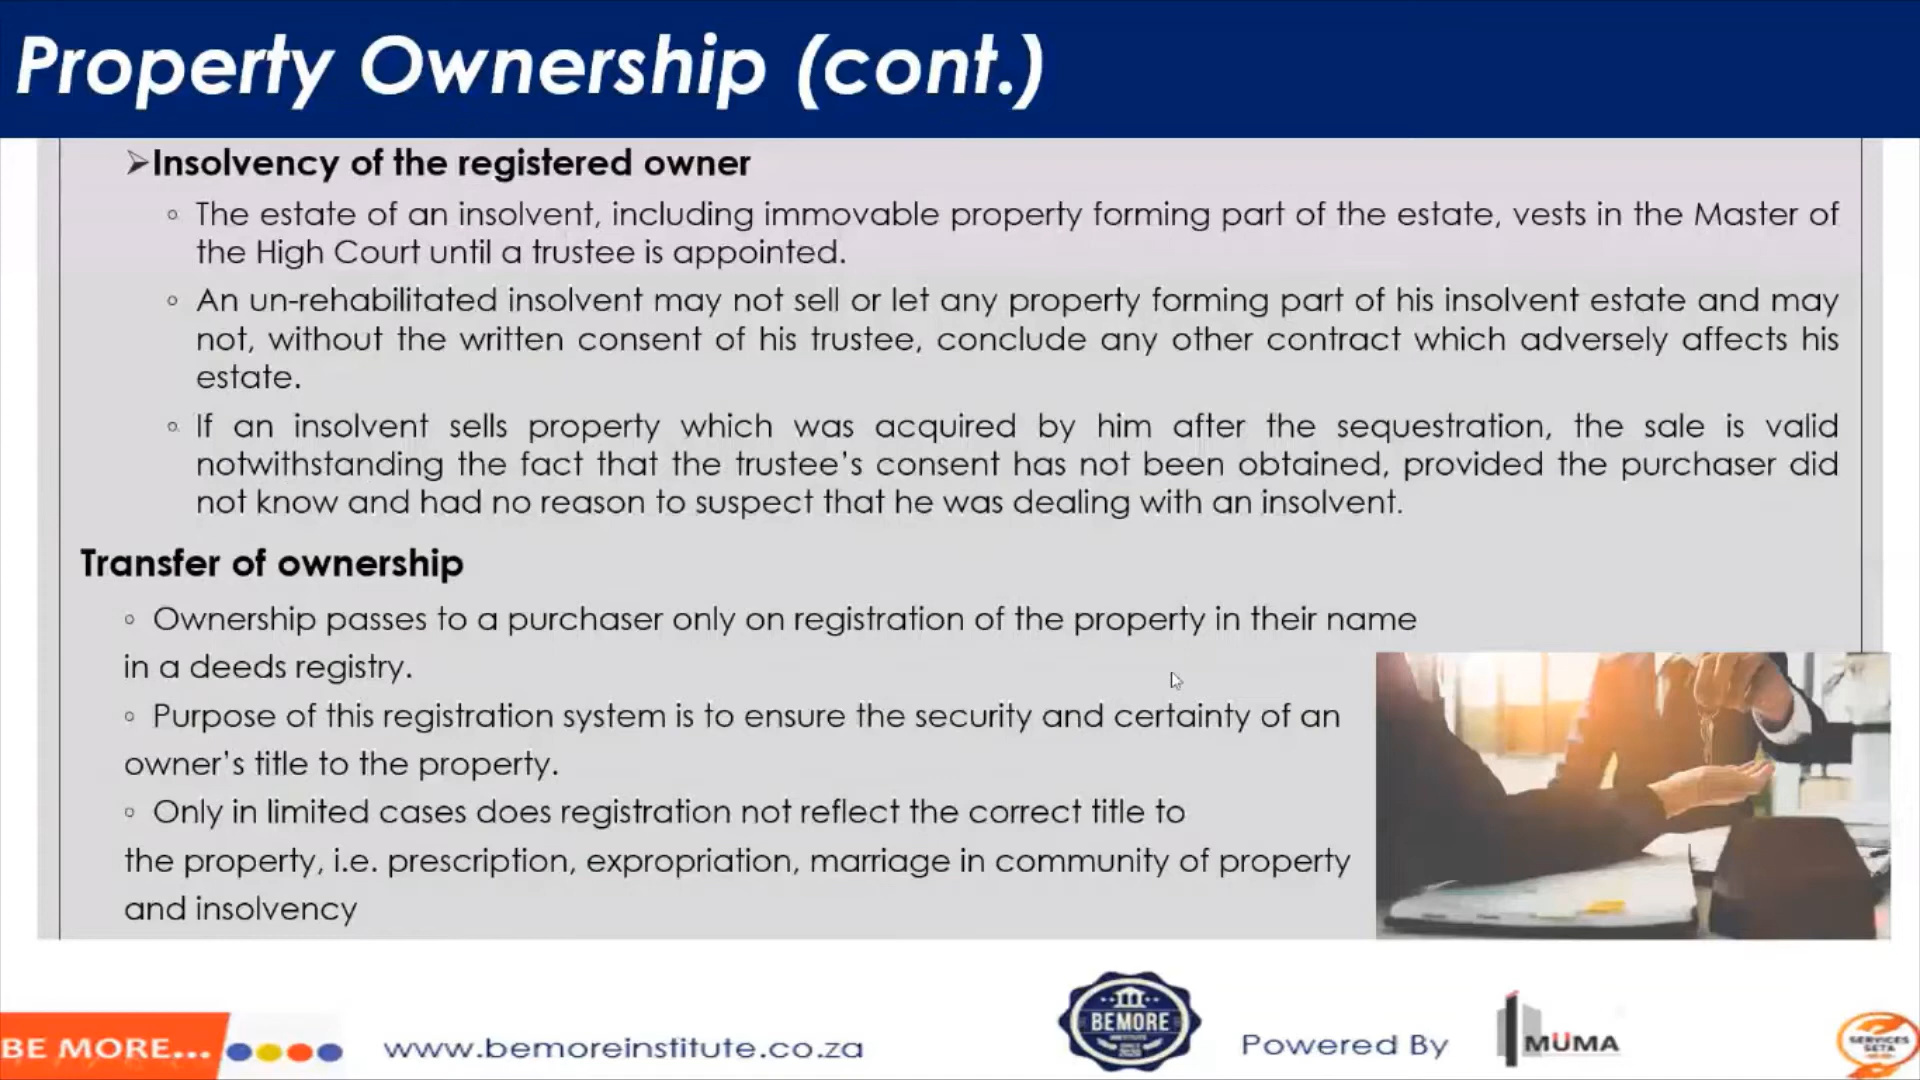 Property Ownership (cont.)
➢Insolvency of the registered owner
◦ The estate of an insolvent, including immovable property forming part of the estate, vests in the Master of
the High Court until a trustee is appointed.
◦ An un-rehabilitated insolvent may not sell or let any property forming part of his insolvent estate and may
not, without the written consent of his trustee, conclude any other contract which adversely affects his
estate.
◦ If an insolvent sells property which was acquired by him after the sequestration, the sale is valid
notwithstanding the fact that the trustee’s consent has not been obtained, provided the purchaser did
not know and had no reason to suspect that he was dealing with an insolvent.
Transfer of ownership
◦ Ownership passes to a purchaser only on registration of the property in their name
in a deeds registry.
◦ Purpose of this registration system is to ensure the security and certainty of an
owner’s title to the property.
◦ Only in limited cases does registration not reflect the correct title to
the property, i.e. prescription, expropriation, marriage in community of property
and insolvency
BE MORE...
www.bemoreinstitute.co.za
BEMORE
INSTITUTE
Powered By
MUMA
SERVICES
SETA